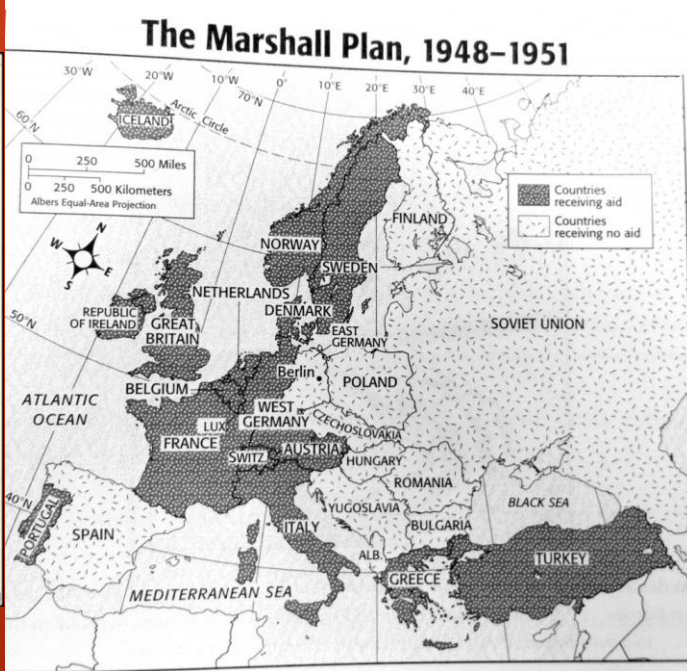 The Marshall Plan, 1948–1951
30°W
20°W
10°W
0°
10°E
20°E
30°E
40°E
70°N
60°N
Arctic Circle
ICELAND
0 250 500 Miles
0 250 500 Kilometers
Albers Equal-Area Projection
Countries
receiving aid
Countries
receiving no aid
N
W
E
S
FINLAND
NORWAY
SWEDEN
NETHERLANDS
DENMARK
REPUBLIC
OF IRELAND
GREAT
BRITAIN
EAST
GERMANY
SOVIET UNION
50°N
Berlin
POLAND
BELGIUM
ATLANTIC
OCEAN
WEST
GERMANY
LUX
CZECHOSLOVAKIA
FRANCE
SWITZ.
AUSTRIA
HUNGARY
ROMANIA
40°N
PORTUGAL
SPAIN
YUGOSLAVIA
BLACK SEA
ITALY
BULGARIA
ALB.
GREECE
TURKEY
MEDITERRANEAN SEA